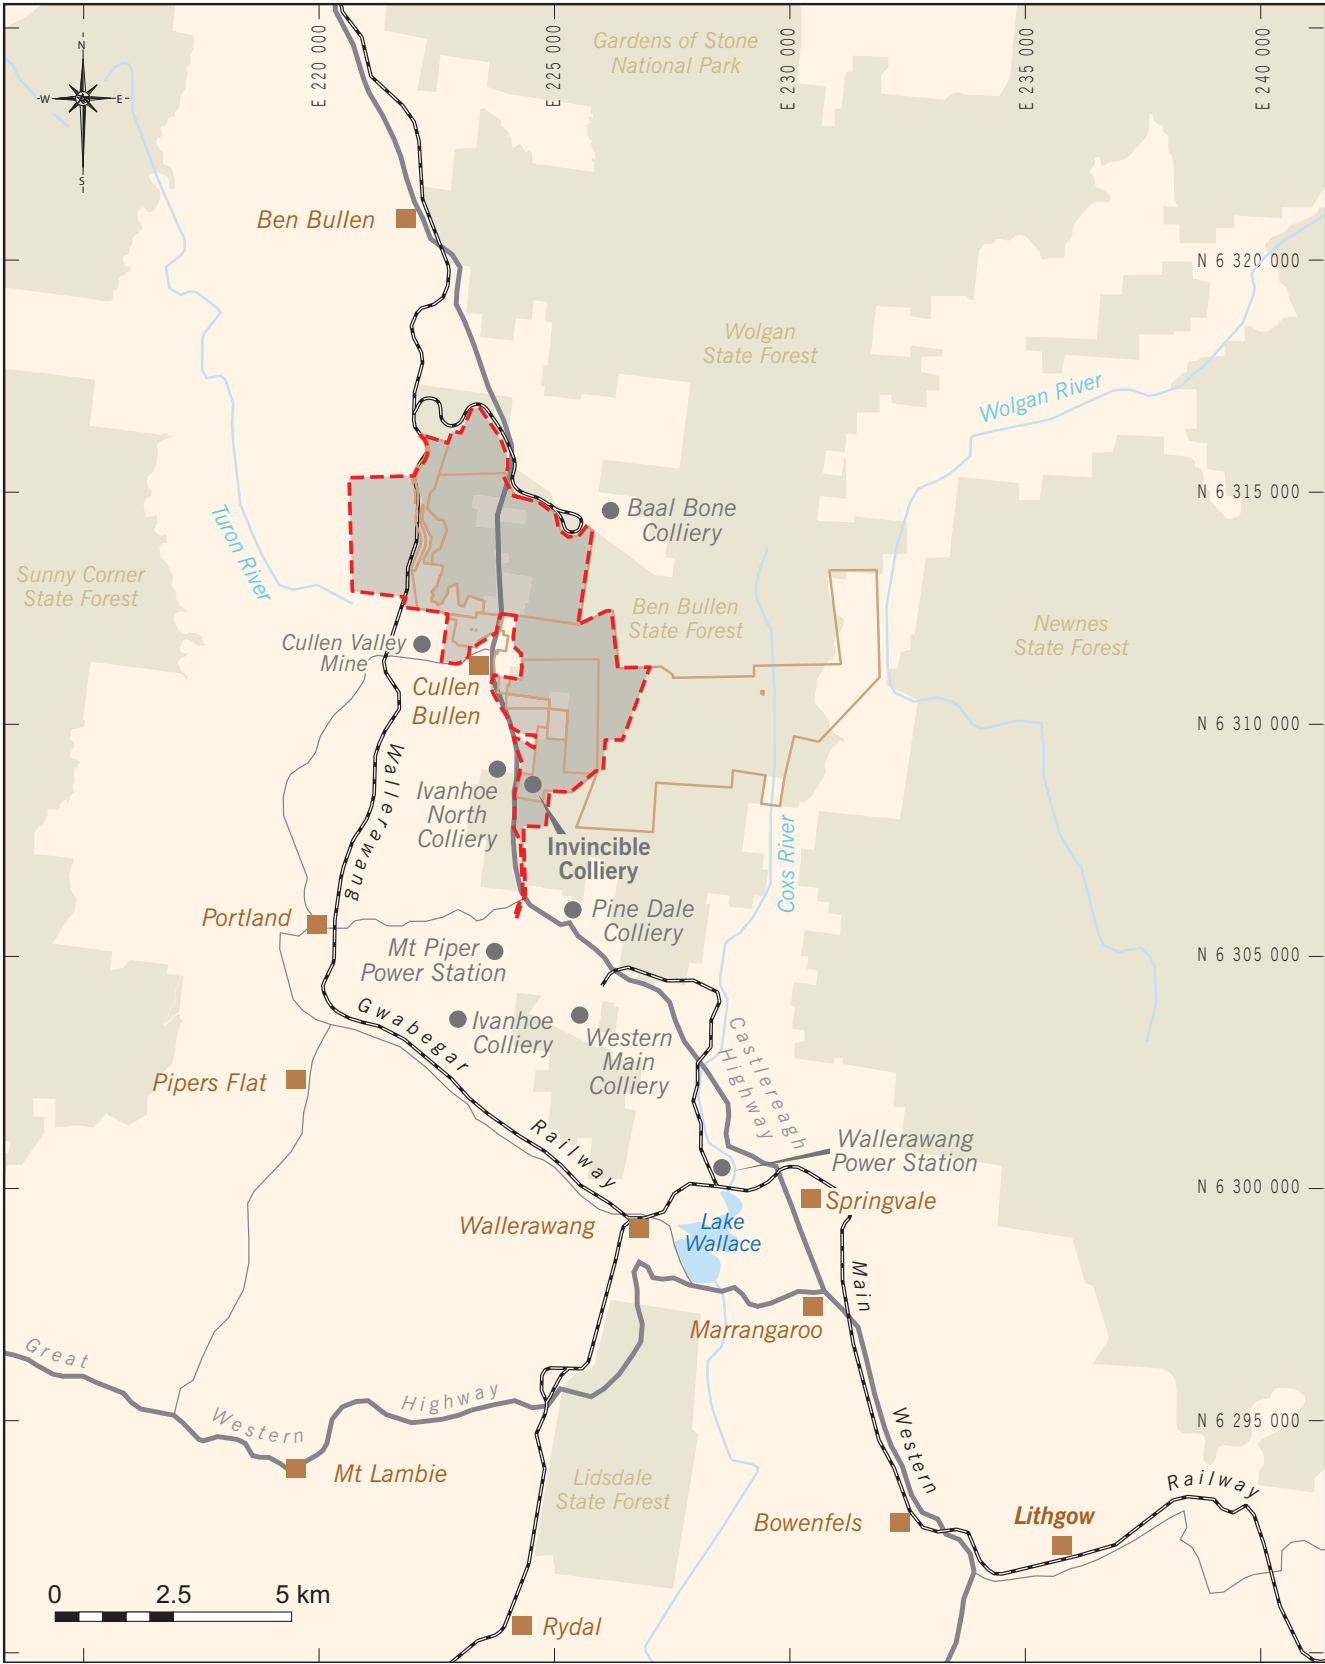 E 220 000
E 225 000
E 230 000
E 235 000
E 240 000
Gardens of Stone
National Park
N
W
E
S
Ben Bullen
N 6 320 000
Wolgan
State Forest
Wolgan River
N 6 315 000
Baal Bone
Colliery
Turon River
Sunny Corner
State Forest
Ben Bullen
State Forest
Newnes
State Forest
Cullen Valley
Mine
Cullen
Bullen
N 6 310 000
Wallerawang
Ivanhoe
North
Colliery
Invincible
Colliery
Coxs River
Portland
Pine Dale
Colliery
Mt Piper
Power Station
N 6 305 000
Gwabegar
Ivanhoe
Colliery
Western
Main
Colliery
Castlereagh
Highway
Pipers Flat
Railway
Wallerawang
Power Station
N 6 300 000
Springvale
Wallerawang
Lake
Wallace
Main
Marrangaroo
Great
Western
Highway
N 6 295 000
Western
Mt Lambie
Lidsdale
State Forest
Railway
Bowenfels
Lithgow
0 2.5 5 km
Rydal